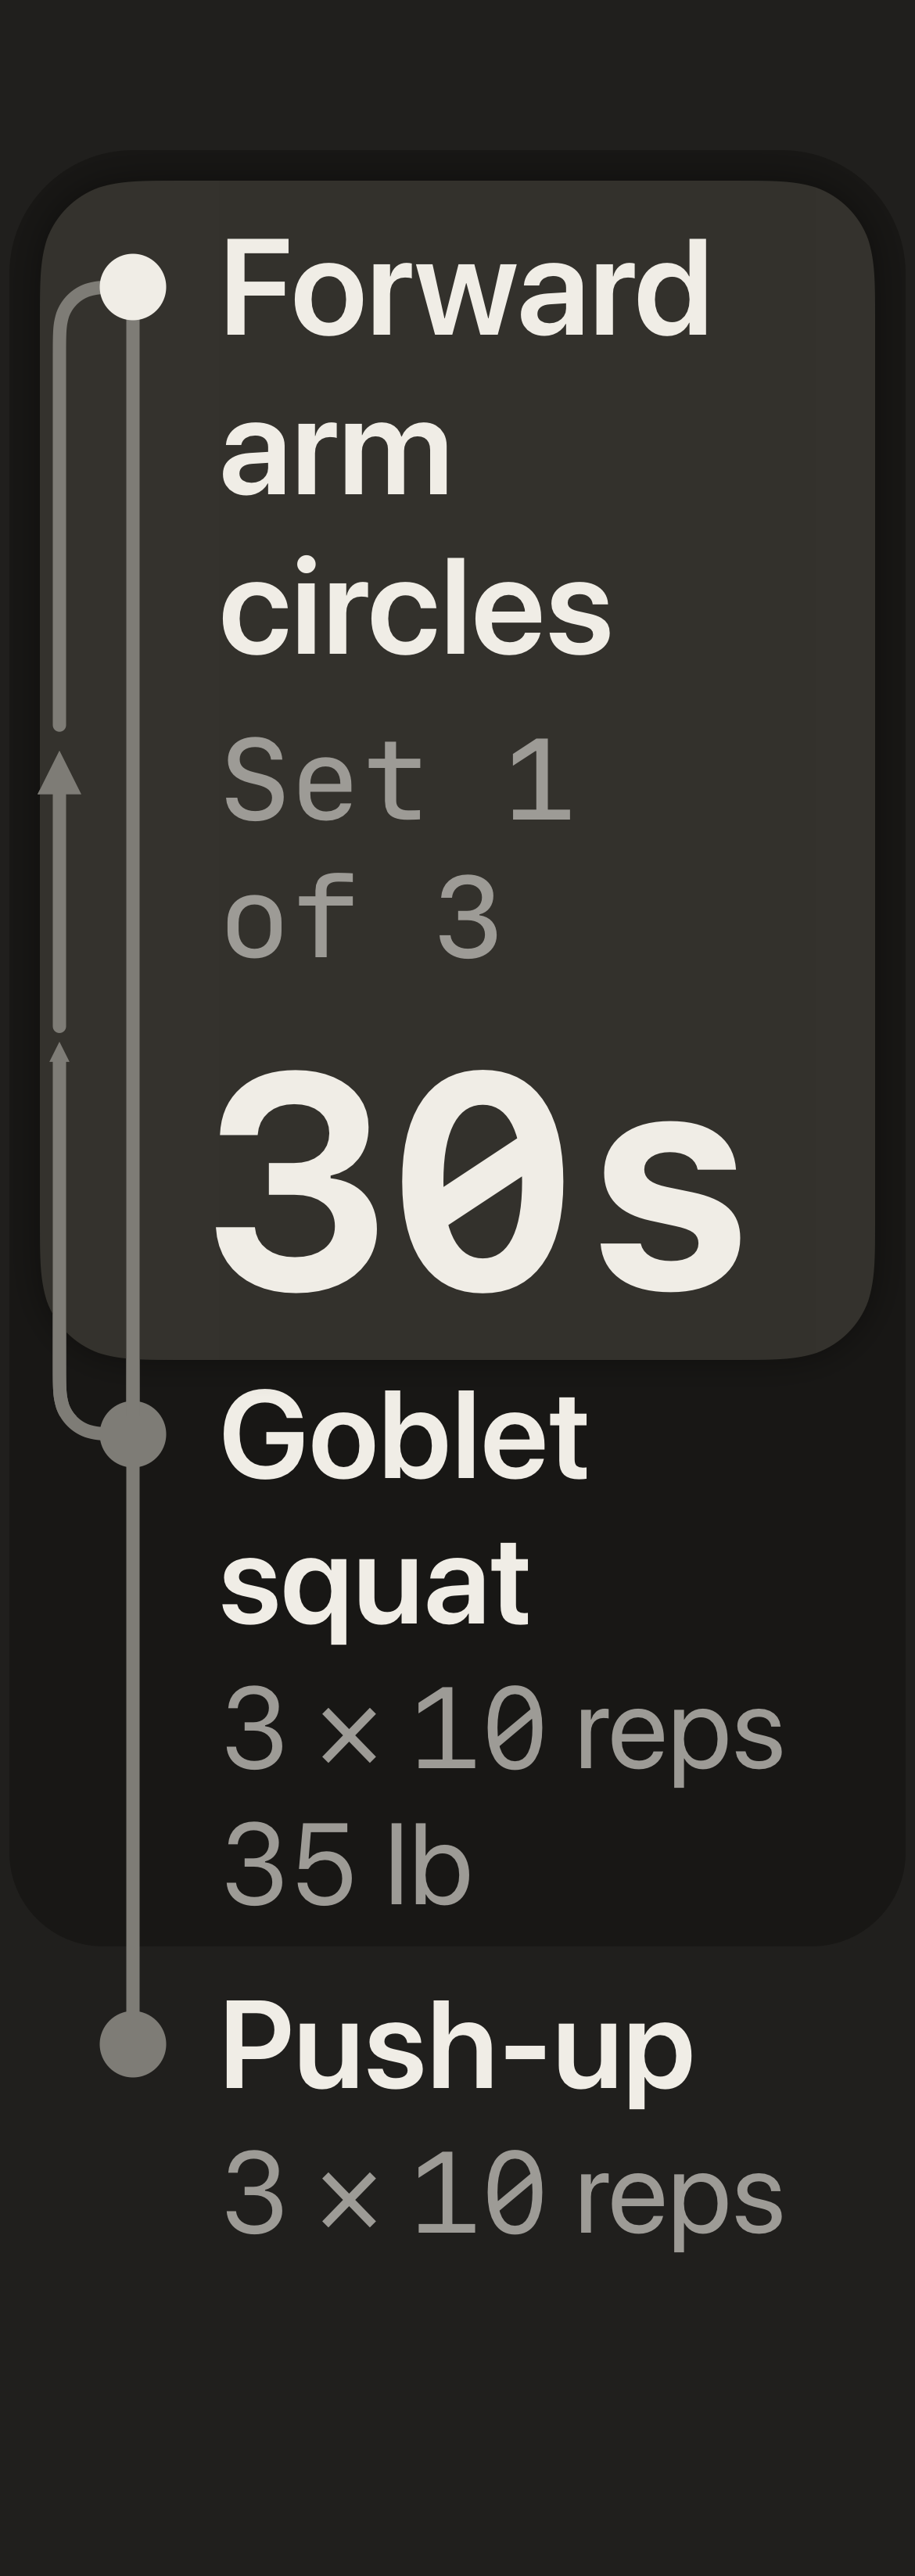 Forward
arm
circles
Set 1
of 3
30s
Goblet
squat
3 × 10 reps
35 lb
Push-up
3 × 10 reps